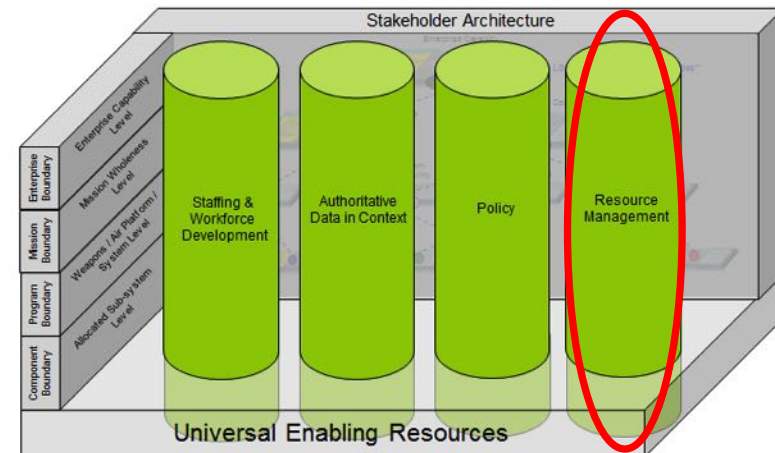 Stakeholder Architecture
Enterprise Boundary
Mission Boundary
Program Boundary
Component Boundary
Enterprise Capability
Level
Mission Wholeness
Level
Weapons / Air Platform /
System Level
Allocated Sub-system
Level
Staffing &
Workforce
Development
Authoritative
Data in Context
Policy
Resource
Management
Universal Enabling Resources